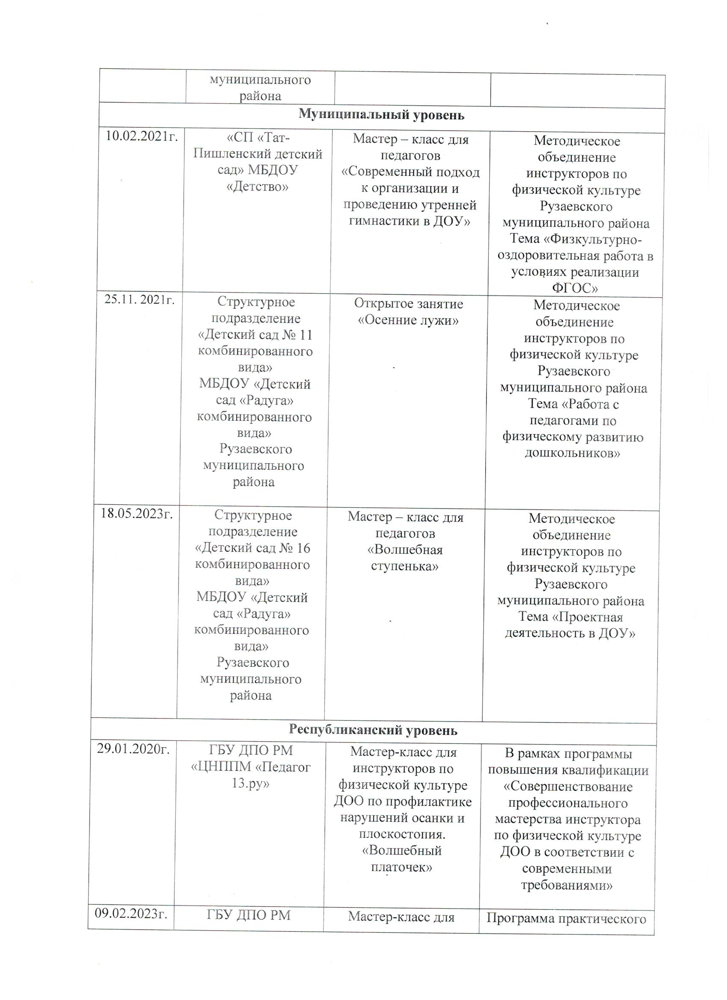 муниципального
района
Муниципальный уровень
10.02.2021г.
«СП «Тат-
Пишленский детский
сад» МБДОУ
«Детство»
Мастер – класс для
педагогов
«Современный подход
к организации и
проведению утренней
гимнастики в ДОУ»
Методическое
объединение
инструкторов по
физической культуре
Рузаевского
муниципального района
Тема «Физкультурно-
оздоровительная работа в
условиях реализации
ФГОС»
25.11. 2021г.
Структурное
подразделение
«Детский сад № 11
комбинированного
вида»
МБДОУ «Детский
сад «Радуга»
комбинированного
вида»
Рузаевского
муниципального
района
Открытое занятие
«Осенние лужи»
Методическое
объединение
инструкторов по
физической культуре
Рузаевского
муниципального района
Тема «Работа с
педагогами по
физическому развитию
дошкольников»
18.05.2023г.
Структурное
подразделение
«Детский сад № 16
комбинированного
вида»
МБДОУ «Детский
сад «Радуга»
комбинированного
вида»
Рузаевского
муниципального
района
Мастер – класс для
педагогов
«Волшебная
ступенька»
Методическое
объединение
инструкторов по
физической культуре
Рузаевского
муниципального района
Тема «Проектная
деятельность в ДОУ»
Республиканский уровень
29.01.2020г.
ГБУ ДПО РМ
«ЦНППМ «Педагог
13.ру»
Мастер-класс для
инструкторов по
физической культуре
ДОО по профилактике
нарушений осанки и
плоскостопия.
«Волшебный
платочек»
В рамках программы
повышения квалификации
«Совершенствование
профессионального
мастерства инструктора
по физической культуре
ДОО в соответствии с
современными
требованиями»
09.02.2023г.
ГБУ ДПО РМ
Мастер-класс для
Программа практического